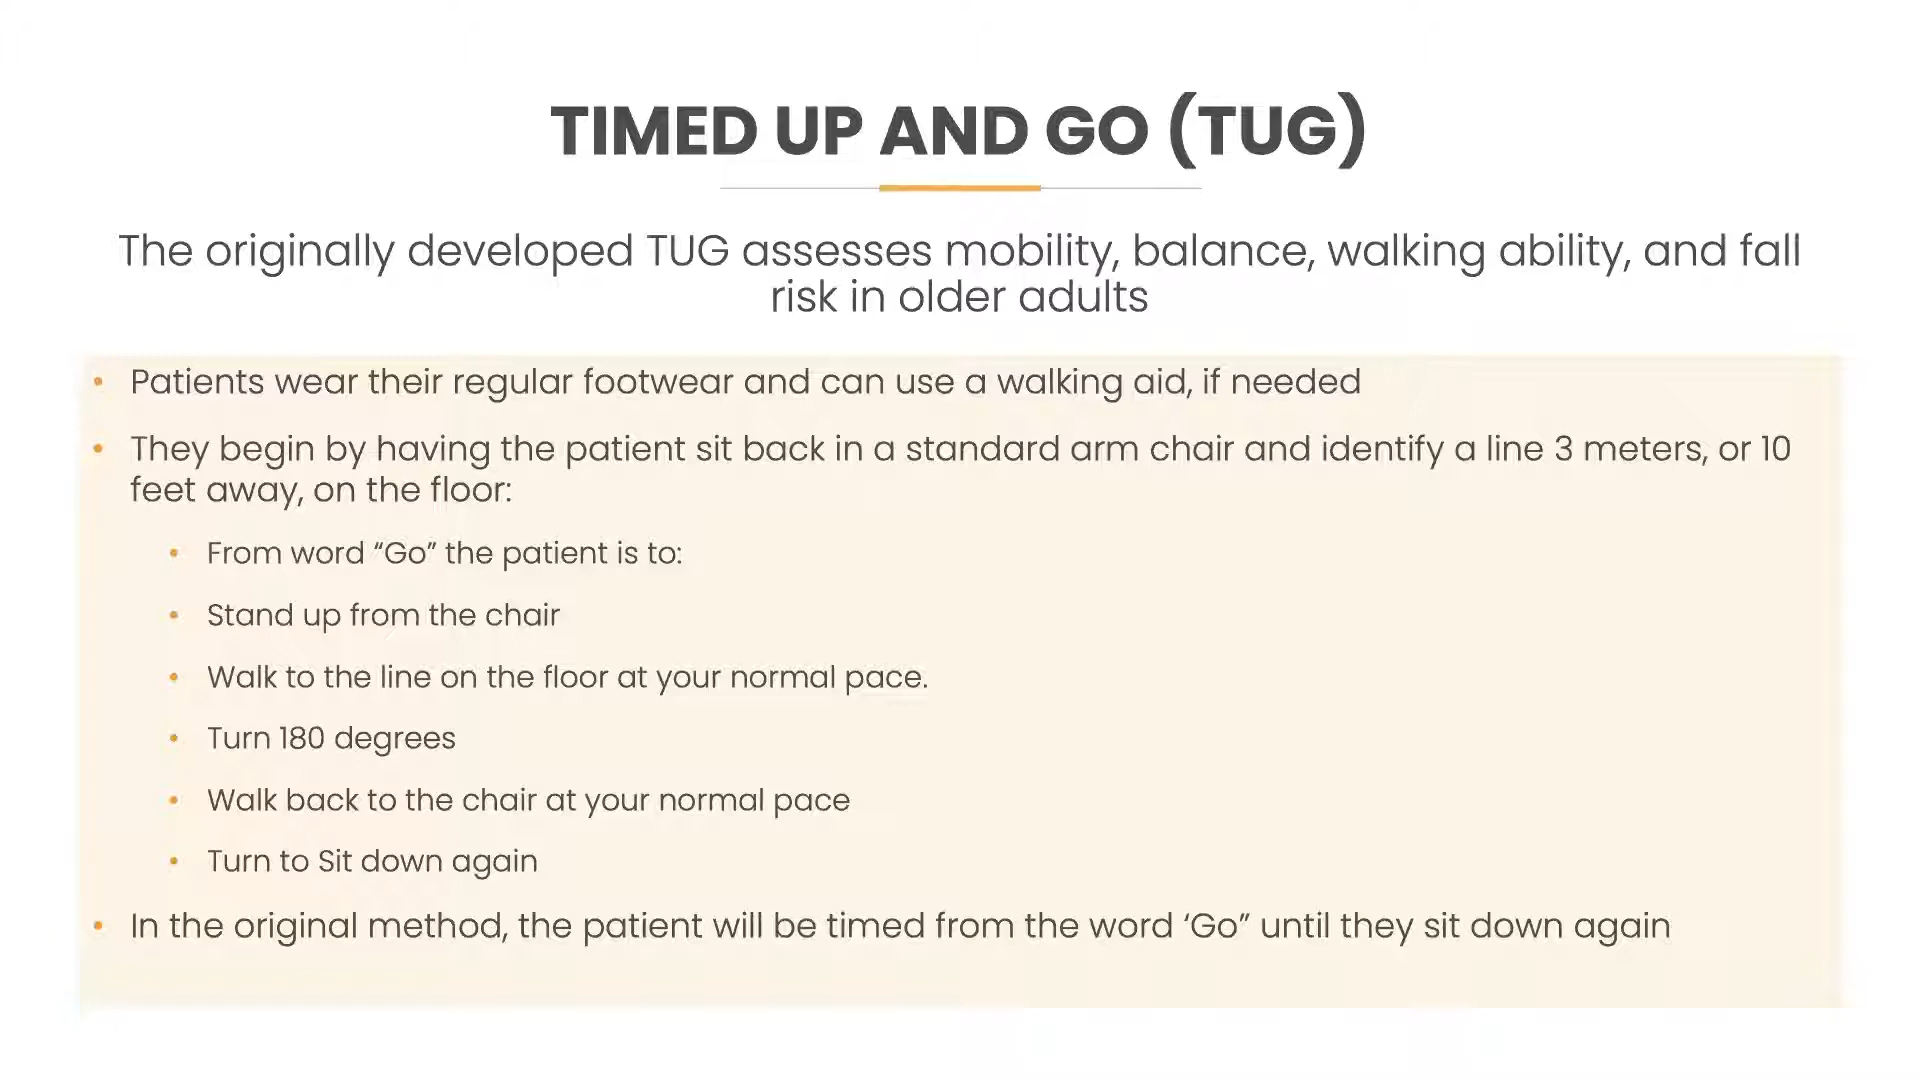 TIMED UP AND GO (TUG)
The originally developed TUG assesses mobility, balance, walking ability, and fall
risk in older adults
• Patients wear their regular footwear and can use a walking aid, if needed
• They begin by having the patient sit back in a standard arm chair and identify a line 3 meters, or 10
feet away, on the floor:
• From word “Go” the patient is to:
• Stand up from the chair
• Walk to the line on the floor at your normal pace.
• Turn 180 degrees
• Walk back to the chair at your normal pace
• Turn to Sit down again
• In the original method, the patient will be timed from the word ‘Go” until they sit down again